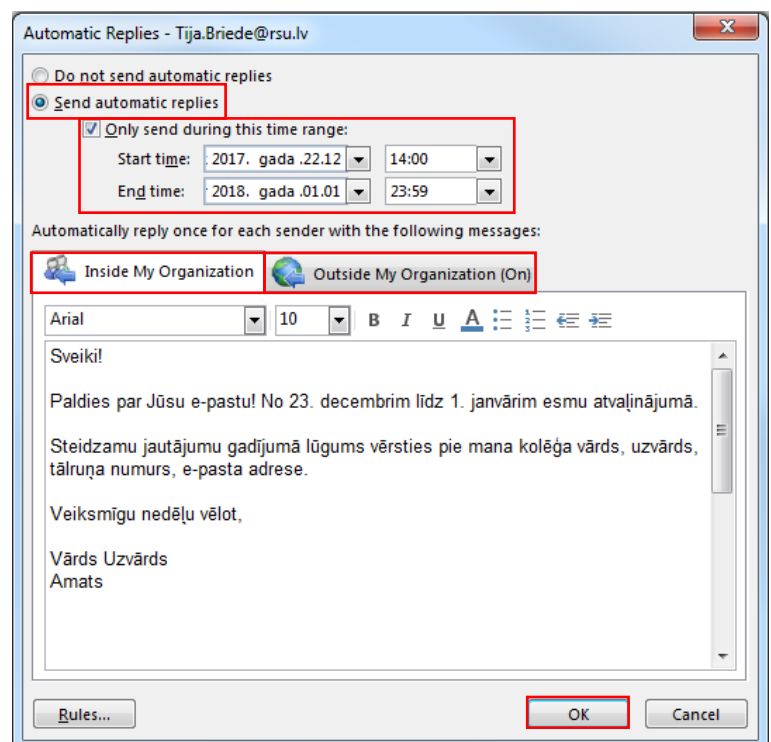 Automatic Replies - Tija.Briede@rsu.lv
X
Do not send automatic replies
Send automatic replies
Only send during this time range:
Start time: 2017. gada .22.12 14:00
End time: 2018. gada .01.01 23:59
Automatically reply once for each sender with the following messages:
Inside My Organization Outside My Organization (On)
Arial 10 B I U A
Sveiki!
Paldies par Jūsu e-pastu! No 23. decembrim līdz 1. janvārim esmu atvaļinājumā.
Steidzamu jautājumu gadījumā lūgums vērsties pie mana kolēģa vārds, uzvārds,
tālruņa numurs, e-pasta adrese.
Veiksmīgu nedēļu vēlot,
Vārds Uzvārds
Amats
Rules... OK Cancel